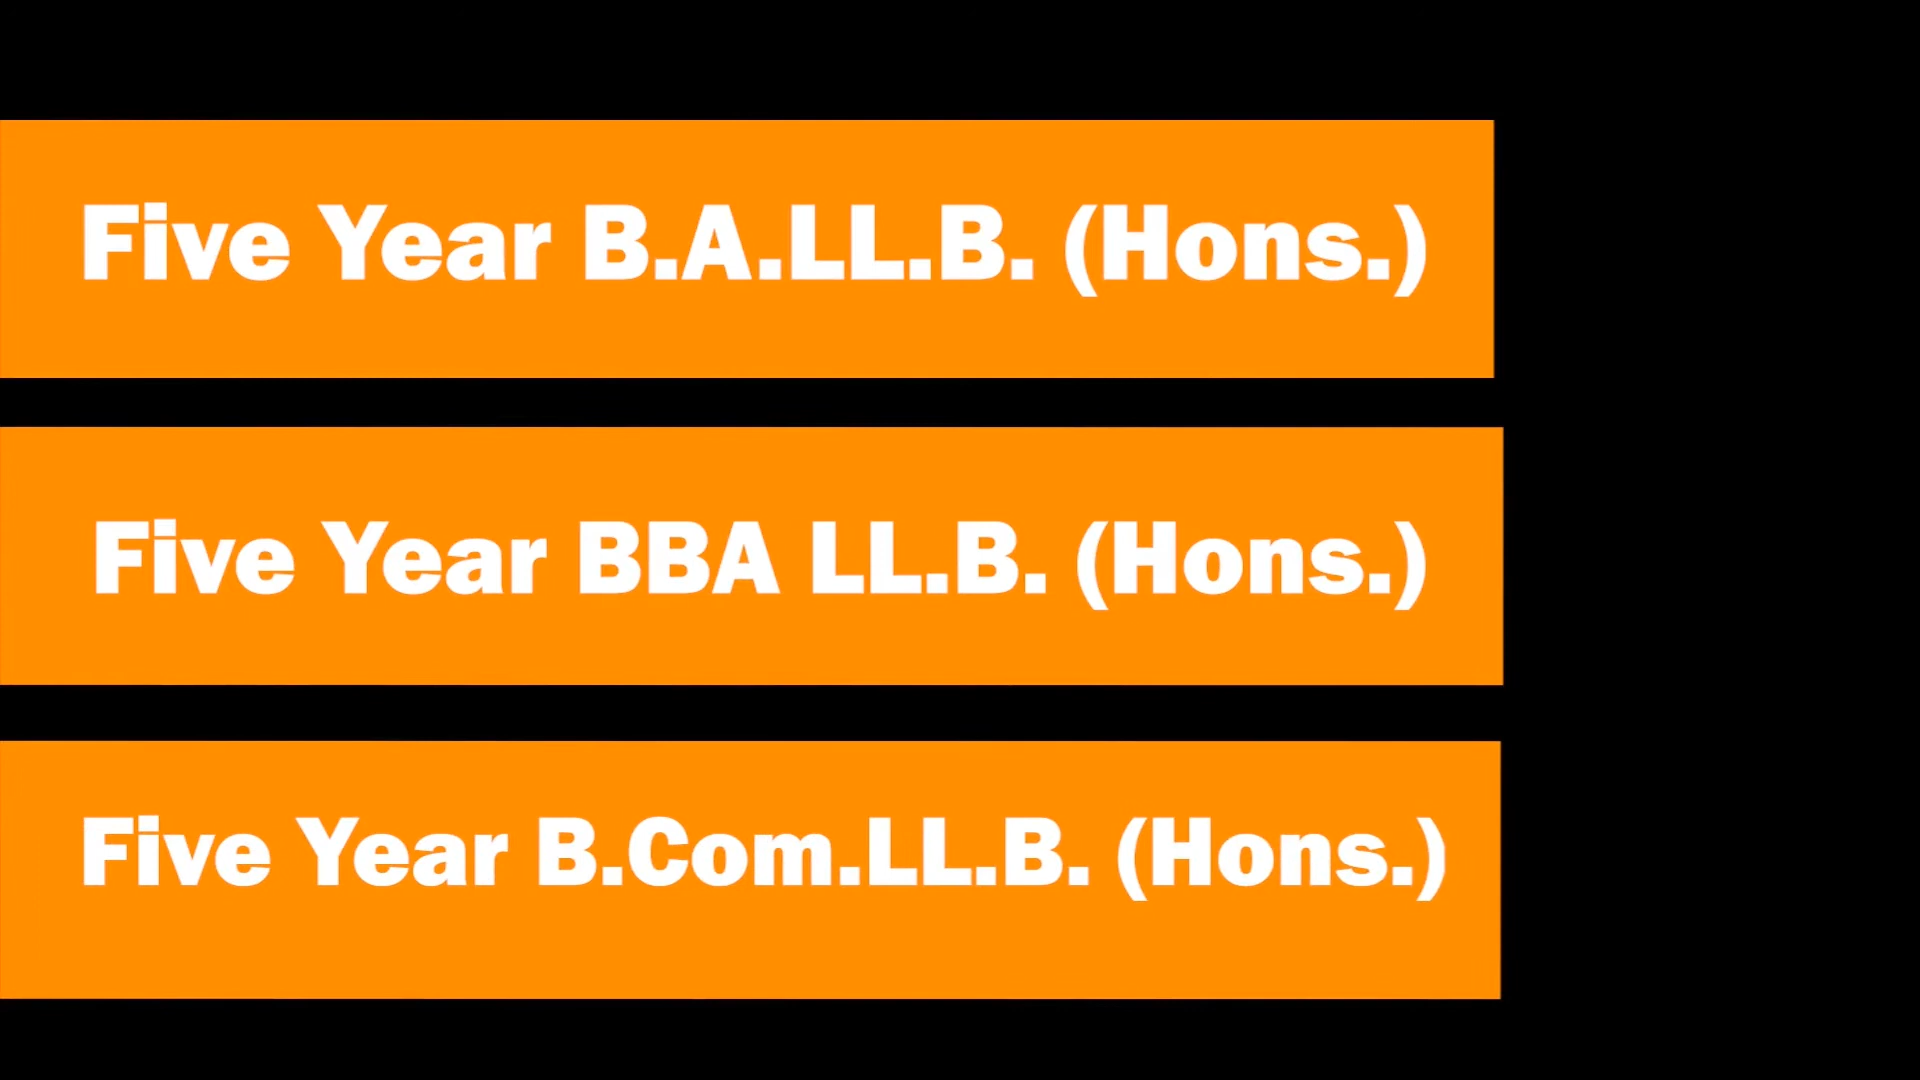 Five Year B.A.LL.B. (Hons.)
Five Year BBA LL.B. (Hons.)
Five Year B.Com.LL.B. (Hons.)